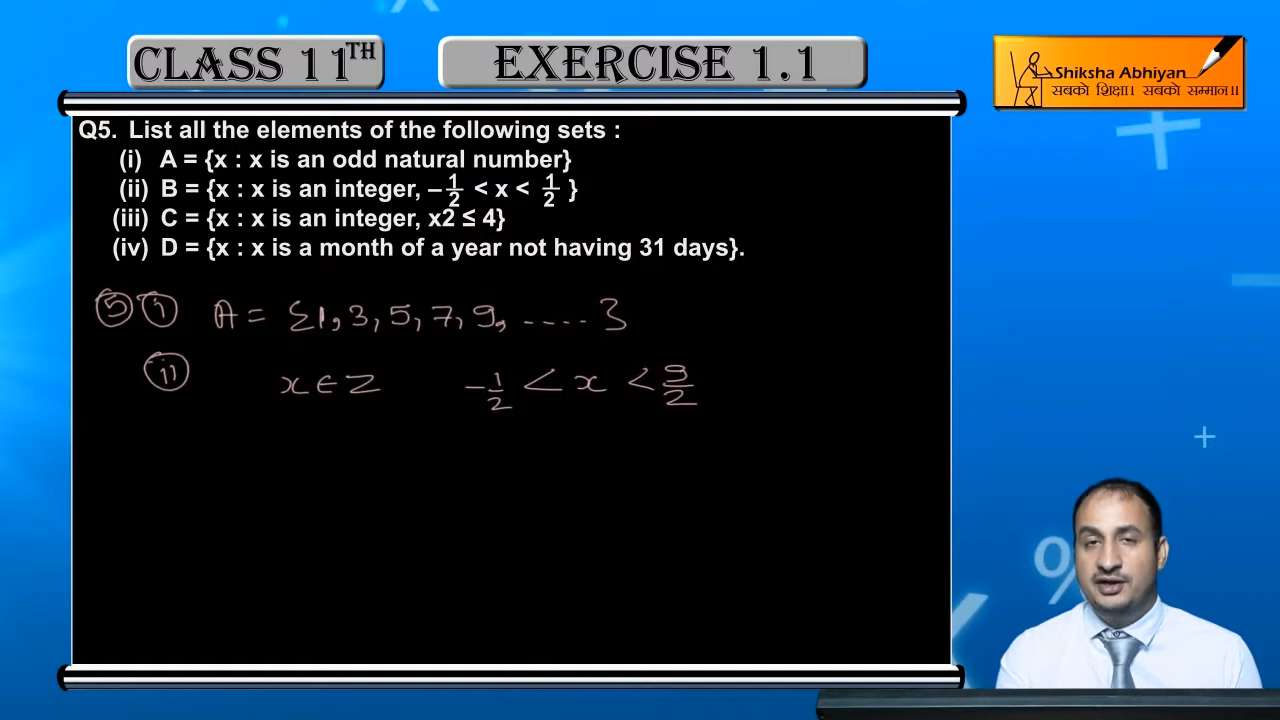 CLASS 11TH
EXERCISE 1.1
Shiksha Abhiyan
सबको शिक्षा। सबको सम्मान।।
Q5. List all the elements of the following sets :
(i) A = {x : x is an odd natural number}
(ii) B = {x : x is an integer, –1/2 < x < 1/2 }
(iii) C = {x : x is an integer, x2 ≤ 4}
(iv) D = {x : x is a month of a year not having 31 days}.
5 i A = {1, 3, 5, 7, 9, ..... }
ii x ∈ Z -1/2 < x < 9/2